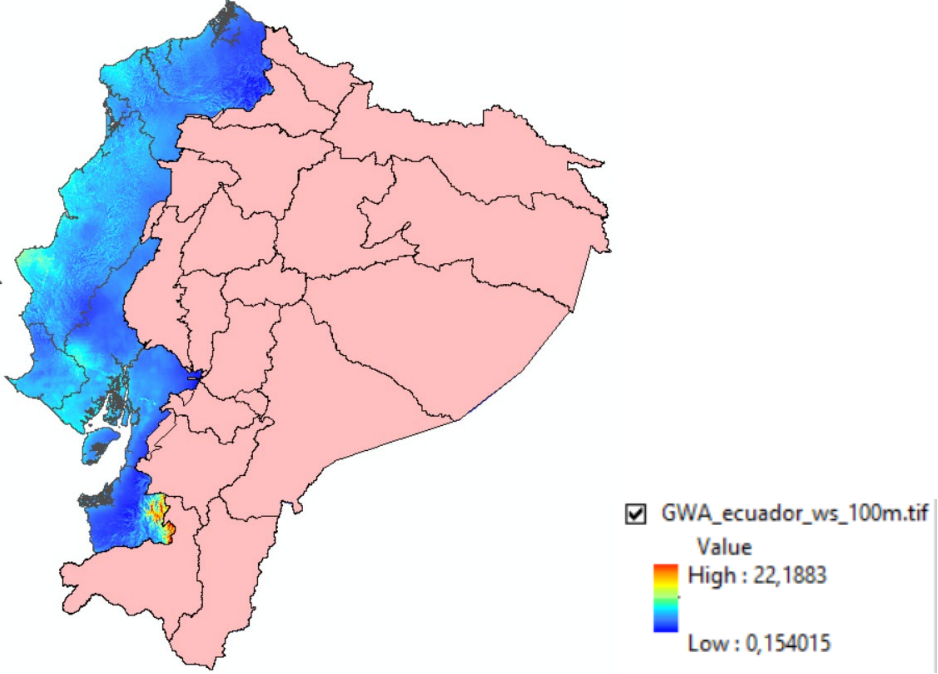 GWA_ecuador_ws_100m.tif
Value
High : 22,1883
Low : 0,154015